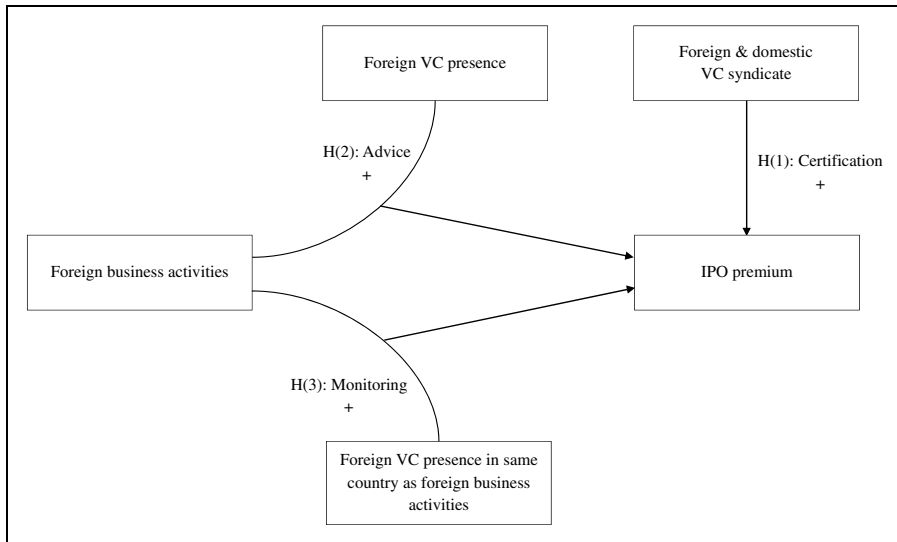 Foreign VC presence
Foreign & domestic
VC syndicate
H(2): Advice
+
H(1): Certification
+
Foreign business activities
IPO premium
H(3): Monitoring
+
Foreign VC presence in same
country as foreign business
activities